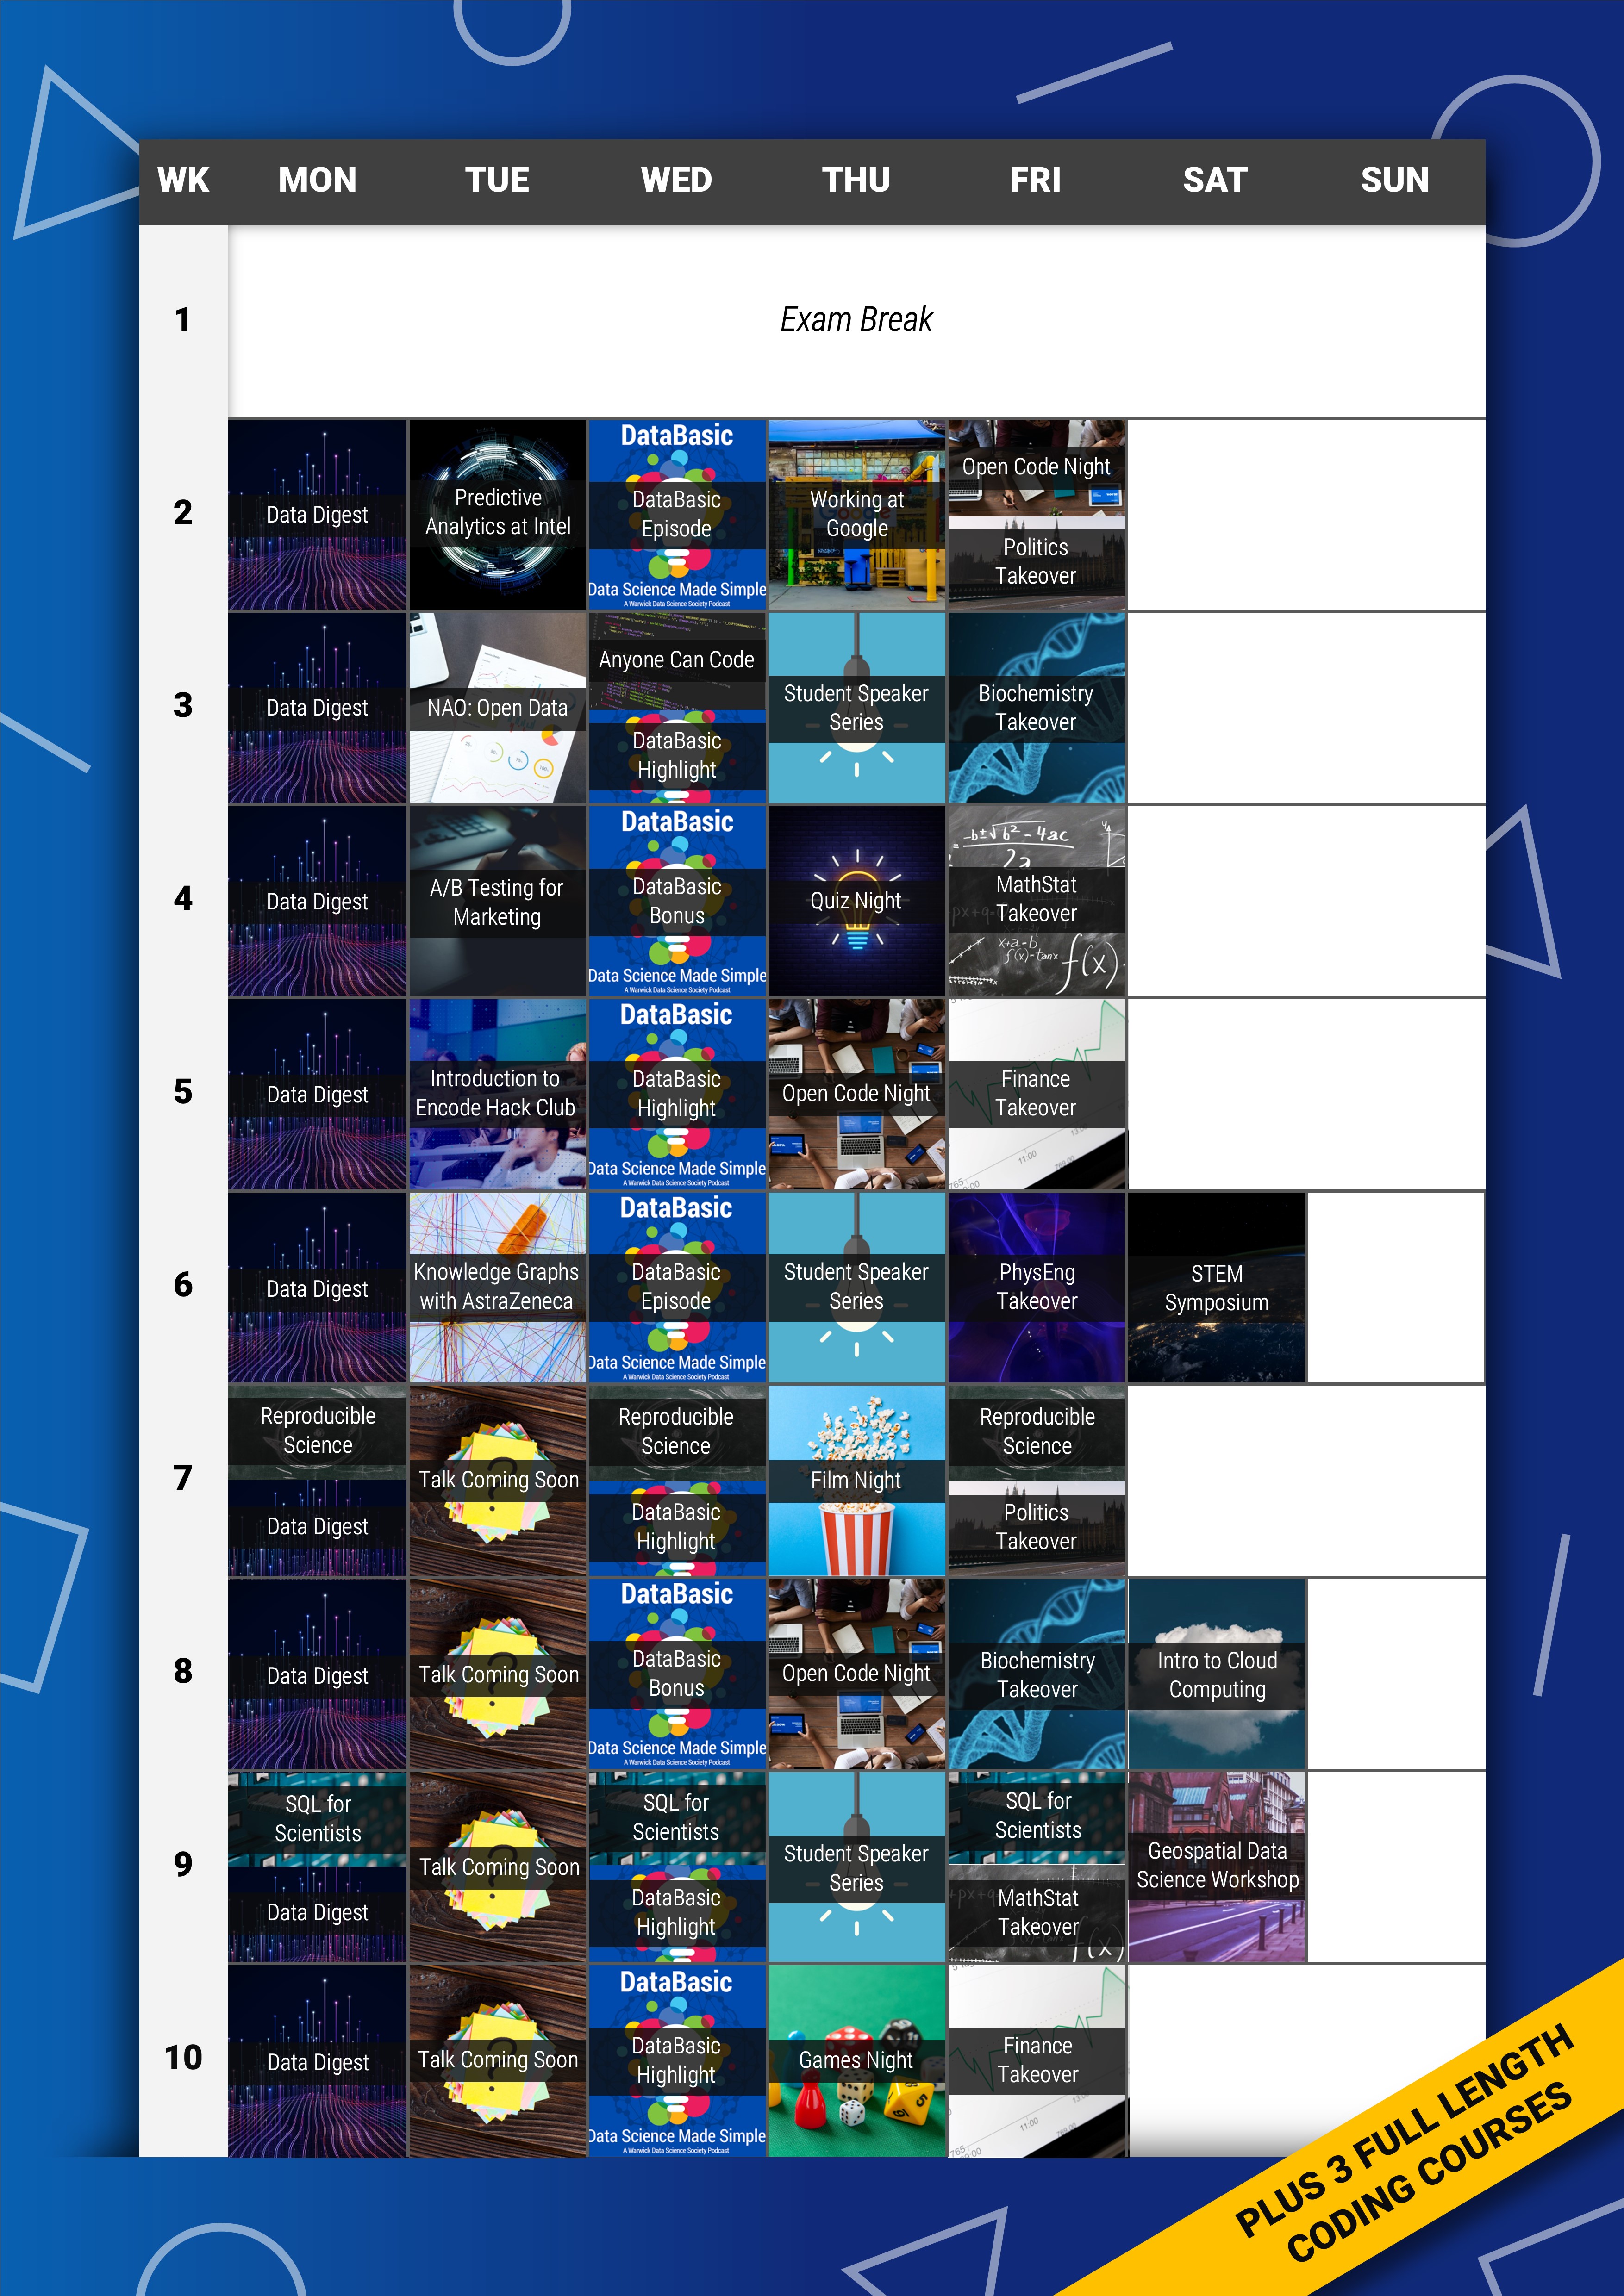 WK MON TUE WED THU FRI SAT SUN
1
Exam Break
2
Data Digest
Predictive
Analytics at Intel
DataBasic
DataBasic
Episode
Data Science Made Simple
A Warwick Data Science Society Podcast
Working at
Google
Open Code Night
Politics
Takeover
3
Data Digest
NAO: Open Data
Anyone Can Code
DataBasic
Highlight
Student Speaker
Series
Biochemistry
Takeover
4
Data Digest
A/B Testing for
Marketing
DataBasic
DataBasic
Bonus
Data Science Made Simple
A Warwick Data Science Society Podcast
Quiz Night
MathStat
Takeover
5
Data Digest
Introduction to
Encode Hack Club
DataBasic
DataBasic
Highlight
Data Science Made Simple
A Warwick Data Science Society Podcast
Open Code Night
Finance
Takeover
11:00
6
Data Digest
Knowledge Graphs
with AstraZeneca
DataBasic
DataBasic
Episode
Data Science Made Simple
A Warwick Data Science Society Podcast
Student Speaker
Series
PhysEng
Takeover
STEM
Symposium
7
Reproducible
Science
Data Digest
Talk Coming Soon
Reproducible
Science
DataBasic
Highlight
Film Night
Reproducible
Science
Politics
Takeover
8
Data Digest
Talk Coming Soon
DataBasic
DataBasic
Bonus
Data Science Made Simple
A Warwick Data Science Society Podcast
Open Code Night
Biochemistry
Takeover
Intro to Cloud
Computing
9
SQL for
Scientists
Data Digest
Talk Coming Soon
SQL for
Scientists
DataBasic
Highlight
Student Speaker
Series
SQL for
Scientists
MathStat
Takeover
Geospatial Data
Science Workshop
10
Data Digest
Talk Coming Soon
DataBasic
DataBasic
Highlight
Data Science Made Simple
A Warwick Data Science Society Podcast
Games Night
Finance
Takeover
11:00
PLUS 3 FULL LENGTH
CODING COURSES